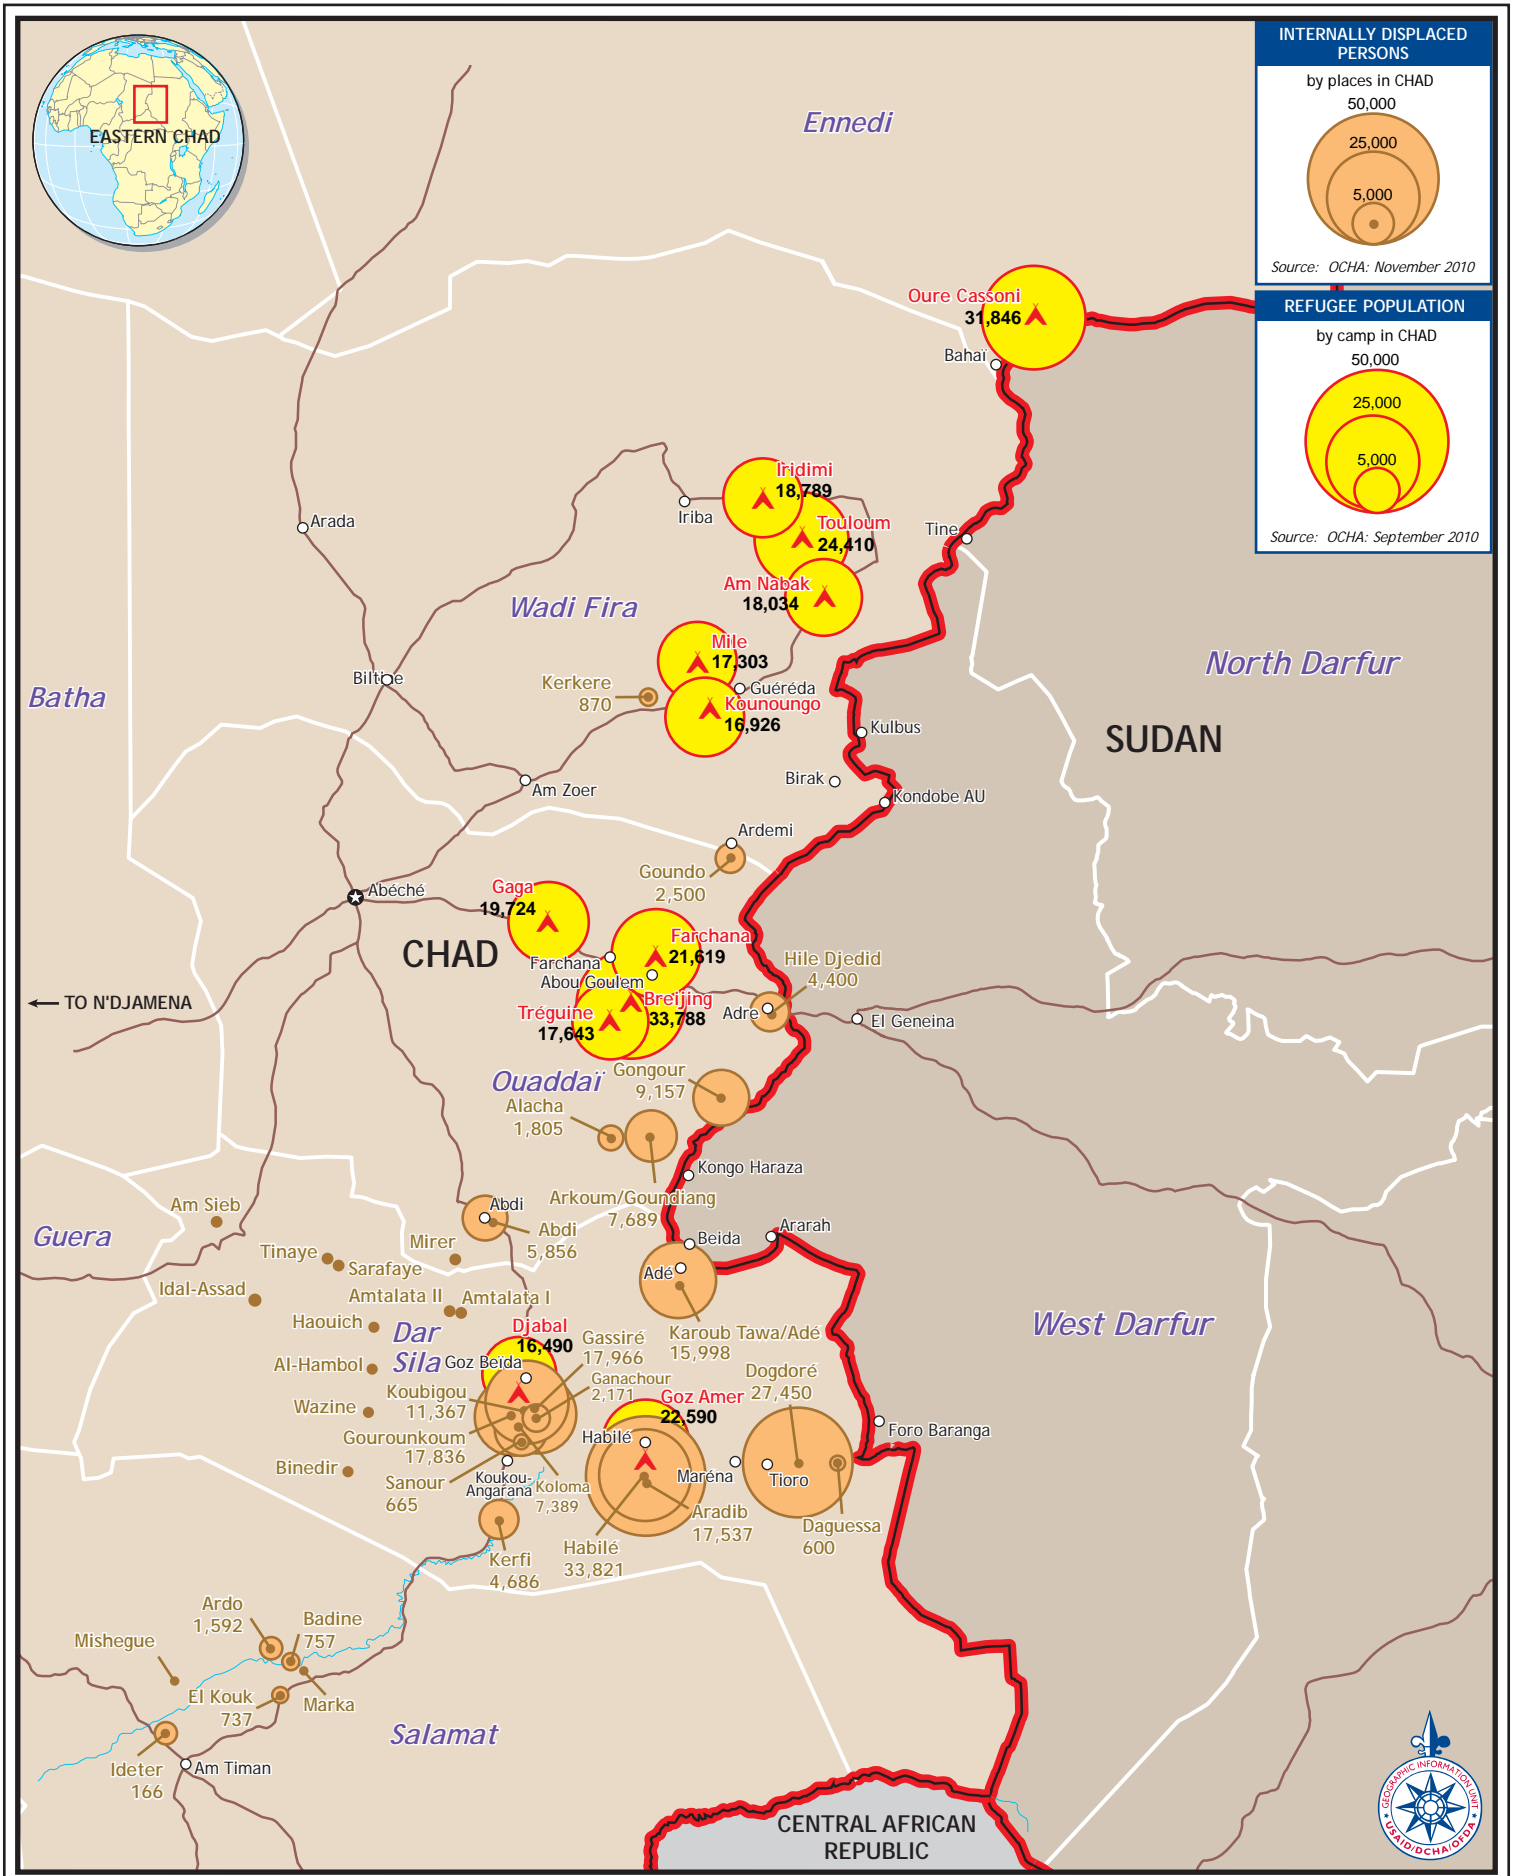 EASTERN CHAD
INTERNALLY DISPLACED
PERSONS
by places in CHAD
50,000
25,000
5,000
Source: OCHA: November 2010
REFUGEE POPULATION
by camp in CHAD
50,000
25,000
5,000
Source: OCHA: September 2010
Ennedi
Oure Cassoni
31,846
Bahaï
Iridimi
18,789
Iriba
Touloum
24,410
Arada
Tine
Am Nabak
18,034
Wadi Fira
Mile
17,303
North Darfur
Batha
Biltine
Kerkere
870
Guéréda
Kounoungo
16,926
Kulbus
SUDAN
Birak
Am Zoer
Kondobe AU
Ardemi
Goundo
2,500
Abéché
Gaga
19,724
CHAD
Farchana
21,619
Farchana
Abou Goulem
Hile Djedid
4,400
TO N'DJAMENA
Breijing
33,788
Tréguine
17,643
Adre
El Geneina
Ouaddaï
Gongour
9,157
Alacha
1,805
Kongo Haraza
Arkoum/Goundiang
7,689
Am Sieb
Abdi
Abdi
5,856
Guera
Mirer
Tinaye
Sarafaye
Beida
Ararah
Adé
Idal-Assad
Amtalata II
Amtalata I
Haouich
Dar
Sila
Djabal
16,490
Gassiré
17,966
Karoub Tawa/Adé
15,998
West Darfur
Al-Hambol
Goz Beïda
Ganachour
2,171
Dogdoré
27,450
Koubigou
11,367
Goz Amer
22,590
Wazine
Gourounkoum
17,836
Habilé
Foro Baranga
Binedir
Sanour
665
Koukou-
Angarana
Koloma
7,389
Maréna
Tioro
Aradib
17,537
Daguessa
600
Habilé
33,821
Kerfi
4,686
Ardo
1,592
Badine
757
Mishegue
El Kouk
737
Marka
Salamat
Ideter
166
Am Timan
CENTRAL AFRICAN
REPUBLIC
GEOGRAPHIC INFORMATION UNIT
USAID/DCHA/OFDA